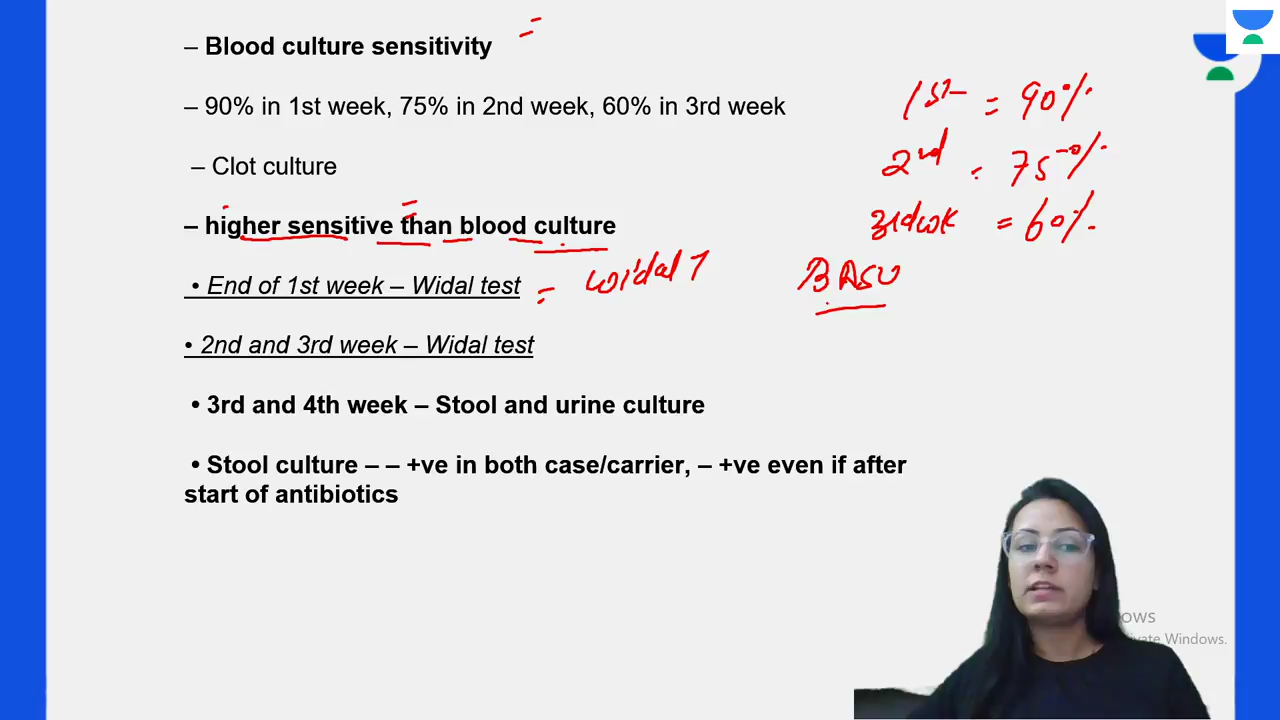 – Blood culture sensitivity =
– 90% in 1st week, 75% in 2nd week, 60% in 3rd week
1st = 90%
– Clot culture
2nd = 75%
– higher sensitive than blood culture
3rd wk = 60%
• End of 1st week – Widal test = widal T
BASU
• 2nd and 3rd week – Widal test
• 3rd and 4th week – Stool and urine culture
• Stool culture – – +ve in both case/carrier, – +ve even if after
start of antibiotics
ows
ivate Windows.